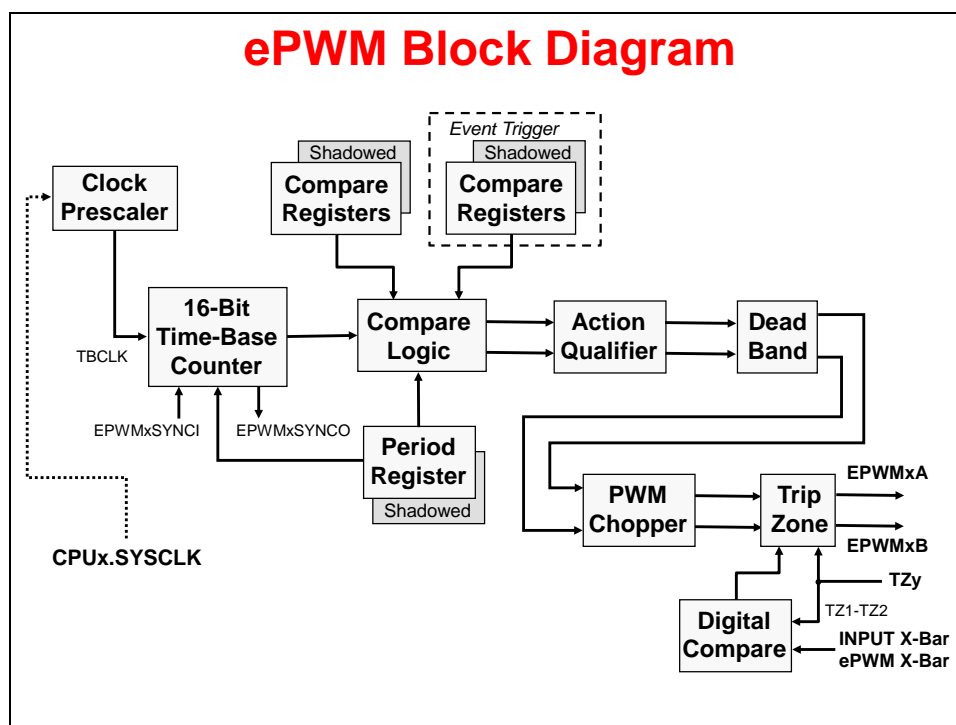 ePWM Block Diagram
Event Trigger
Shadowed
Shadowed
Clock
Prescaler
Compare
Registers
Compare
Registers
16-Bit
Time-Base
Counter
Compare
Logic
Action
Qualifier
Dead
Band
TBCLK
EPWMxSYNCI
EPWMxSYNCO
Period
Register
Shadowed
PWM
Chopper
Trip
Zone
EPWMxA
EPWMxB
CPUx.SYSCLK
TZy
TZ1-TZ2
Digital
Compare
INPUT X-Bar
ePWM X-Bar